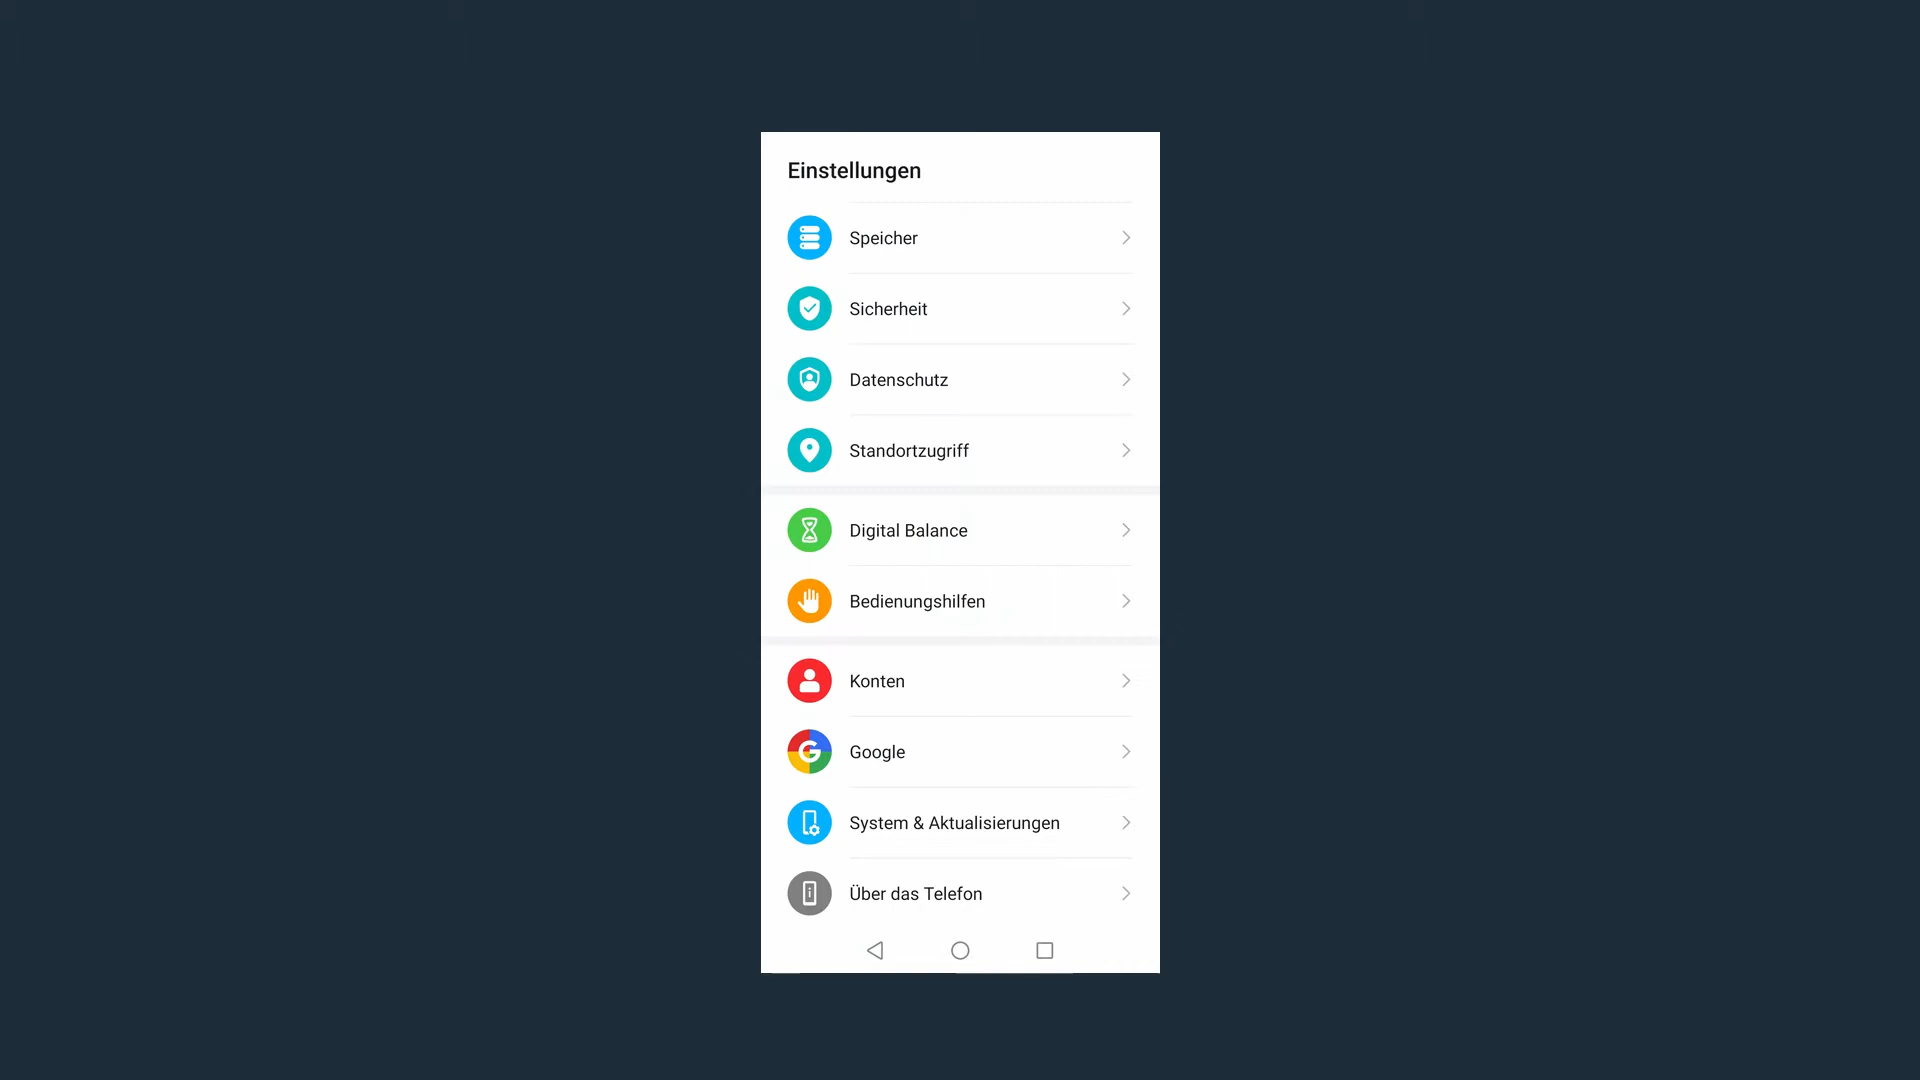 Einstellungen
Speicher
Sicherheit
Datenschutz
Standortzugriff
Digital Balance
Bedienungshilfen
Konten
Google
System & Aktualisierungen
Über das Telefon